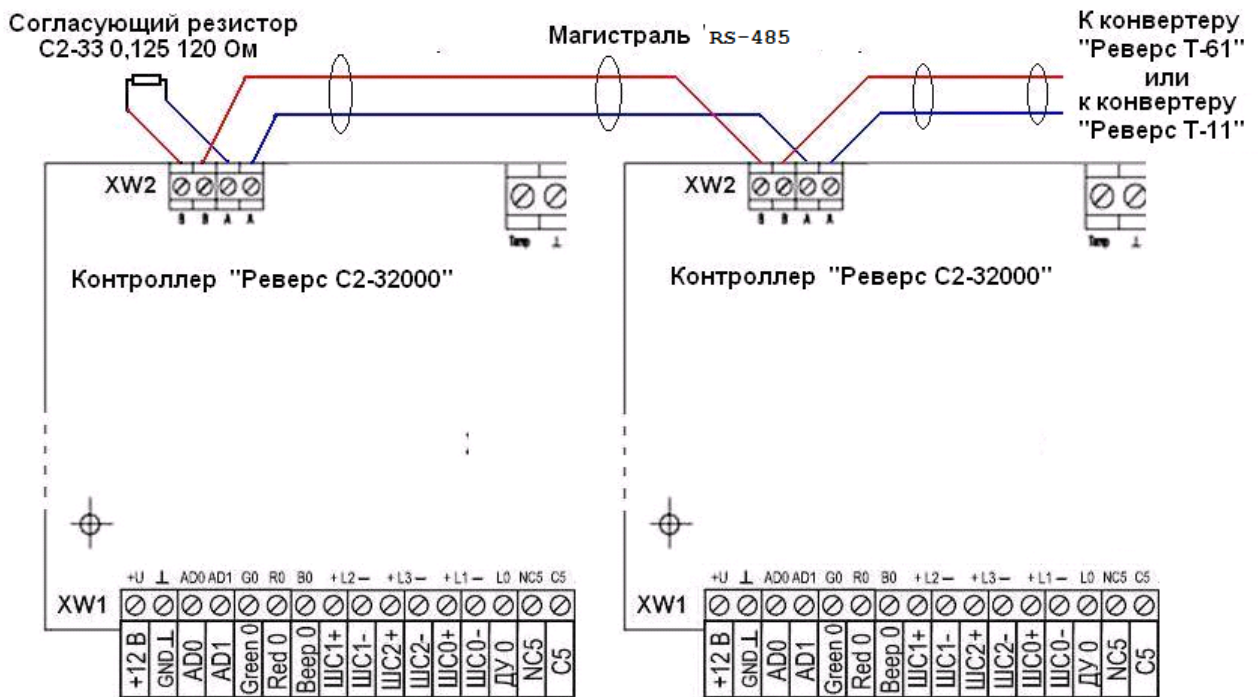 Согласующий резистор
С2-33 0,125 120 Ом
Магистраль 'RS-485
К конвертеру
"Реверс Т-61"
или
к конвертеру
"Реверс Т-11"
XW2
B B A A
Tamp ⊥
XW2
B B A A
Tamp ⊥
Контроллер "Реверс С2-32000"
Контроллер "Реверс С2-32000"
+U ⊥ AD0 AD1 G0 R0 B0 + L2 – + L3 – + L1 – L0 NC5 C5
XW1
+12 В GND⊥ AD0 AD1 Green 0 Red 0 Beep 0 ШС1+ ШС1- ШС2+ ШС2- ШС0+ ШС0- ДУ 0 NC5 C5
+U ⊥ AD0 AD1 G0 R0 B0 + L2 – + L3 – + L1 – L0 NC5 C5
XW1
+12 В GND⊥ AD0 AD1 Green 0 Red 0 Beep 0 ШС1+ ШС1- ШС2+ ШС2- ШС0+ ШС0- ДУ 0 NC5 C5